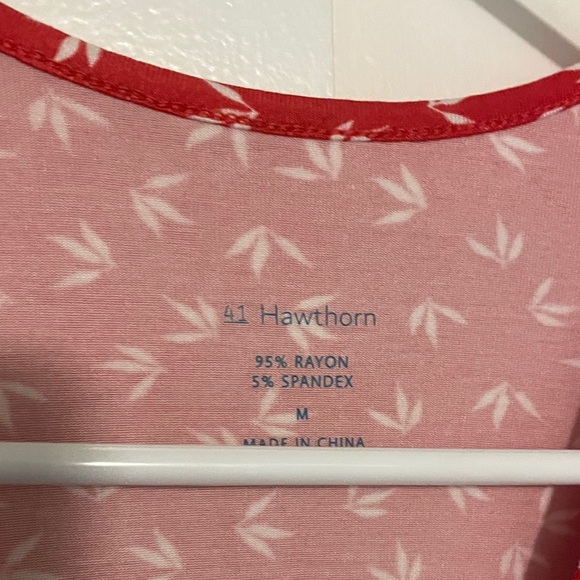 41 Hawthorn
95% RAYON
5% SPANDEX
M
MADE IN CHINA